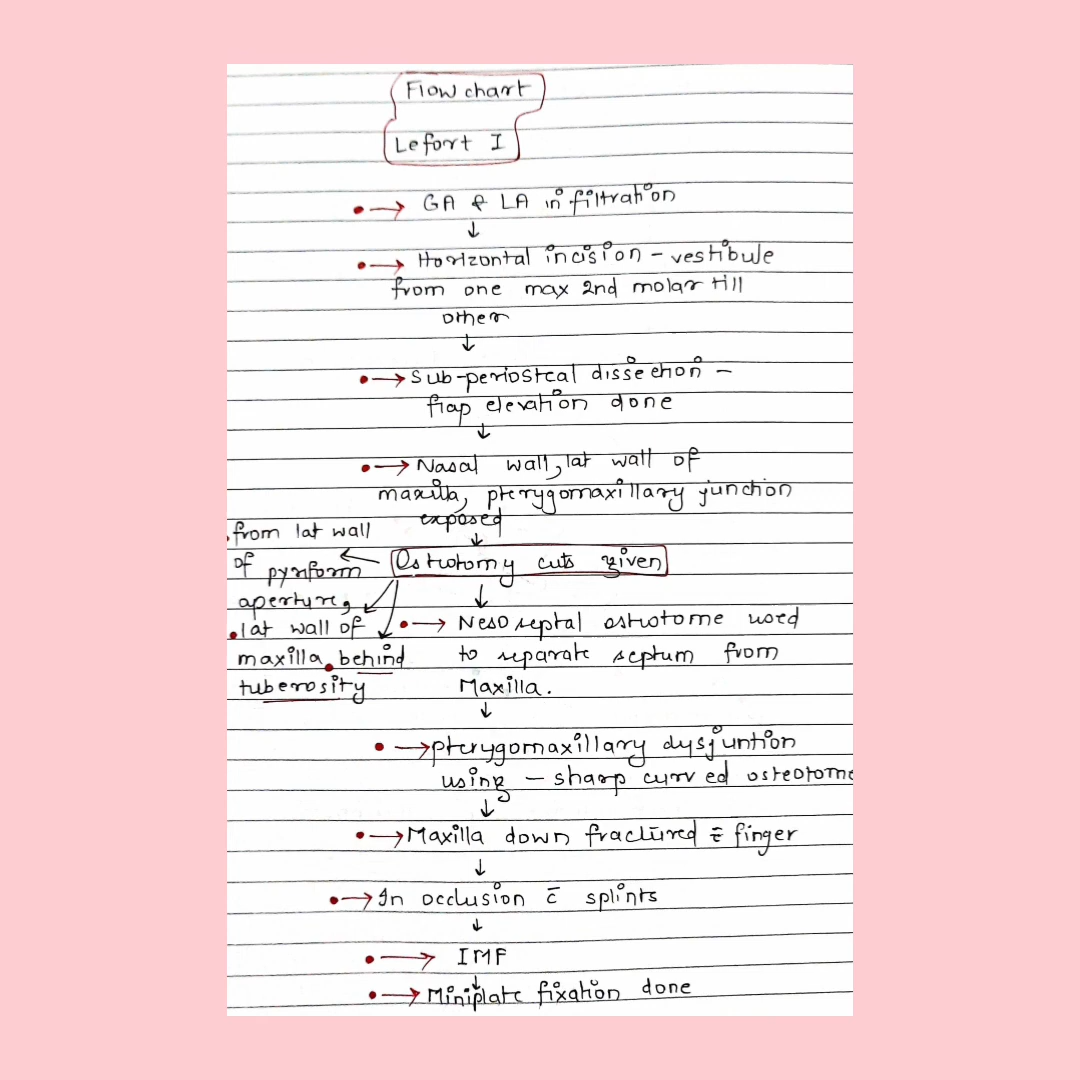 Flow chart
Lefort I
GA & LA infiltration
Horizontal incision - vestibule
from one max 2nd molar till
other
Sub-periosteal dissection -
flap elevation done
Nasal wall, lat wall of
maxilla, pterygomaxillary junction
exposed
from lat wall
of pyriform
aperture,
lat wall of
maxilla behind
tuberosity
Osteotomy cuts given
Neso septal osteotome used
to separate septum from
Maxilla.
pterygomaxillary dysjuntion
using - sharp curved osteotome
Maxilla down fractured c̄ finger
In occlusion c̄ splints
IMF
Miniplate fixation done